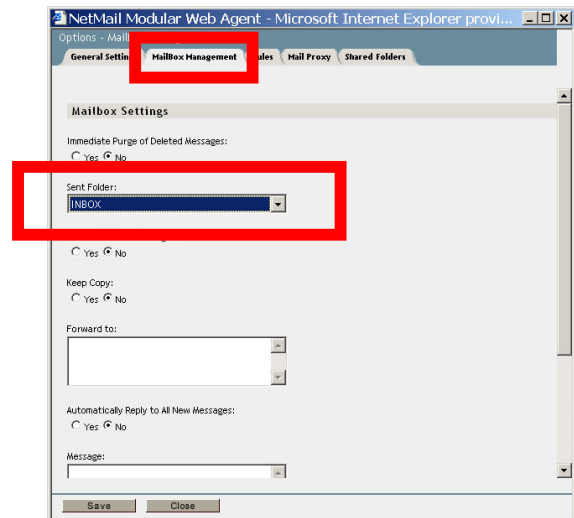 NetMail Modular Web Agent - Microsoft Internet Explorer provi...
Options - Mail
General Settin MailBox Management ules Mail Proxy Shared Folders
Mailbox Settings
Immediate Purge of Deleted Messages:
Yes No
Sent Folder:
INBOX
Yes No
Keep Copy:
Yes No
Forward to:
Automatically Reply to All New Messages:
Yes No
Message:
Save Close